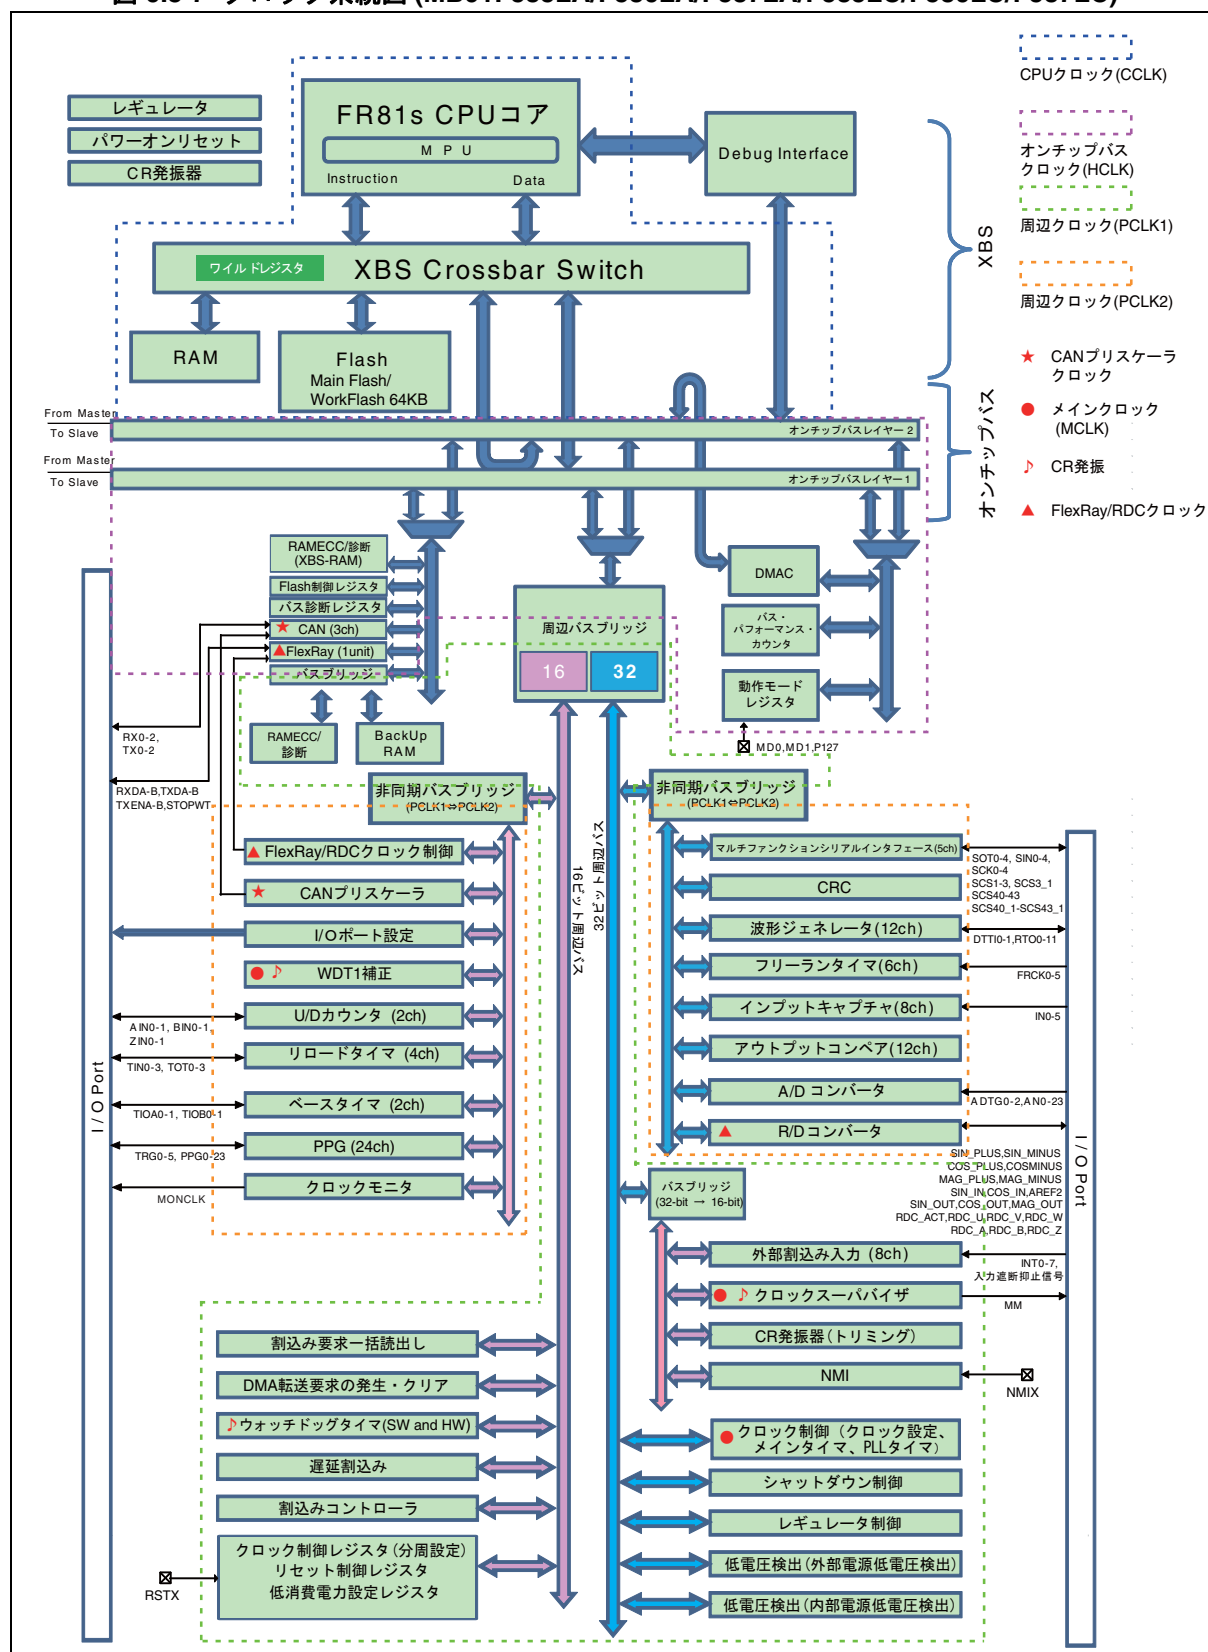 レギュレータ
パワーオンリセット
CR発振器
FR81s CPUコア
M P U
Instruction
Data
Debug Interface
ワイルドレジスタ
XBS Crossbar Switch
RAM
Flash
Main Flash/
WorkFlash 64KB
CPUクロック(CCLK)
オンチップバス
クロック(HCLK)
周辺クロック(PCLK1)
周辺クロック(PCLK2)
CANプリスケーラ
クロック
メインクロック
(MCLK)
CR発振
FlexRay/RDCクロック
XBS
オンチップバス
From Master
To Slave
オンチップバスレイヤー2
From Master
To Slave
オンチップバスレイヤー1
RAMECC/診断
(XBS-RAM)
Flash制御レジスタ
バス診断レジスタ
CAN (3ch)
FlexRay (1unit)
バスブリッジ
RAMECC/
診断
BackUp
RAM
周辺バスブリッジ
16
32
DMAC
バス・
パフォーマンス・
カウンタ
動作モード
レジスタ
MD0,MD1,P127
RX0-2,
TX0-2
RXDA-B,TXDA-B
TXENA-B,STOPWT
非同期バスブリッジ
(PCLK1⇔PCLK2)
非同期バスブリッジ
(PCLK1⇔PCLK2)
16ビット周辺バス
32ビット周辺バス
I/O Port
FlexRay/RDCクロック制御
CANプリスケーラ
I/Oポート設定
WDT1補正
U/Dカウンタ (2ch)
AIN0-1, BIN0-1
ZIN0-1
リロードタイマ (4ch)
TIN0-3, TOT0-3
ベースタイマ (2ch)
TIOA0-1, TIOB0-1
PPG (24ch)
TRG0-5, PPG0-23
クロックモニタ
MONCLK
マルチファンクションシリアルインタフェース(5ch)
SOT0-4, SIN0-4,
SCK0-4
SCS1-3, SCS3_1
SCS40-43
SCS40_1-SCS43_1
CRC
波形ジェネレータ(12ch)
DTTI0-1,RTO0-11
フリーランタイマ(6ch)
FRCK0-5
インプットキャプチャ(8ch)
IN0-5
アウトプットコンペア(12ch)
A/D コンバータ
ADTG0-2,AN0-23
R/Dコンバータ
SIN_PLUS,SIN_MINUS
COS_PLUS,COSMINUS
MAG_PLUS,MAG_MINUS
SIN_IN,COS_IN,AREF2
SIN_OUT,COS_OUT,MAG_OUT
RDC_ACT,RDC_U,RDC_V,RDC_W
RDC_A,RDC_B,RDC_Z
I/O Port
バスブリッジ
(32-bit → 16-bit)
外部割込み入力 (8ch)
INT0-7,
入力遮断抑止信号
クロックスーパバイザ
MM
CR発振器(トリミング)
NMI
NMIX
クロック制御 (クロック設定、
メインタイマ、PLLタイマ)
シャットダウン制御
レギュレータ制御
低電圧検出(外部電源低電圧検出)
低電圧検出(内部電源低電圧検出)
割込み要求一括読出し
DMA転送要求の発生・クリア
ウォッチドッグタイマ(SW and HW)
遅延割込み
割込みコントローラ
クロック制御レジスタ(分周設定)
リセット制御レジスタ
低消費電力設定レジスタ
RSTX